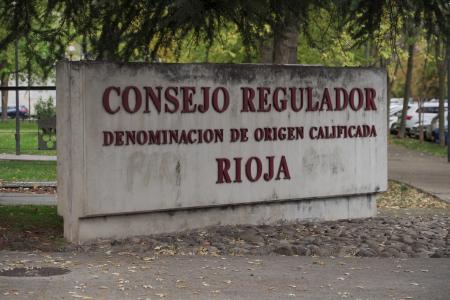 CONSEJO REGULADOR
DENOMINACION DE ORIGEN CALIFICADA
RIOJA